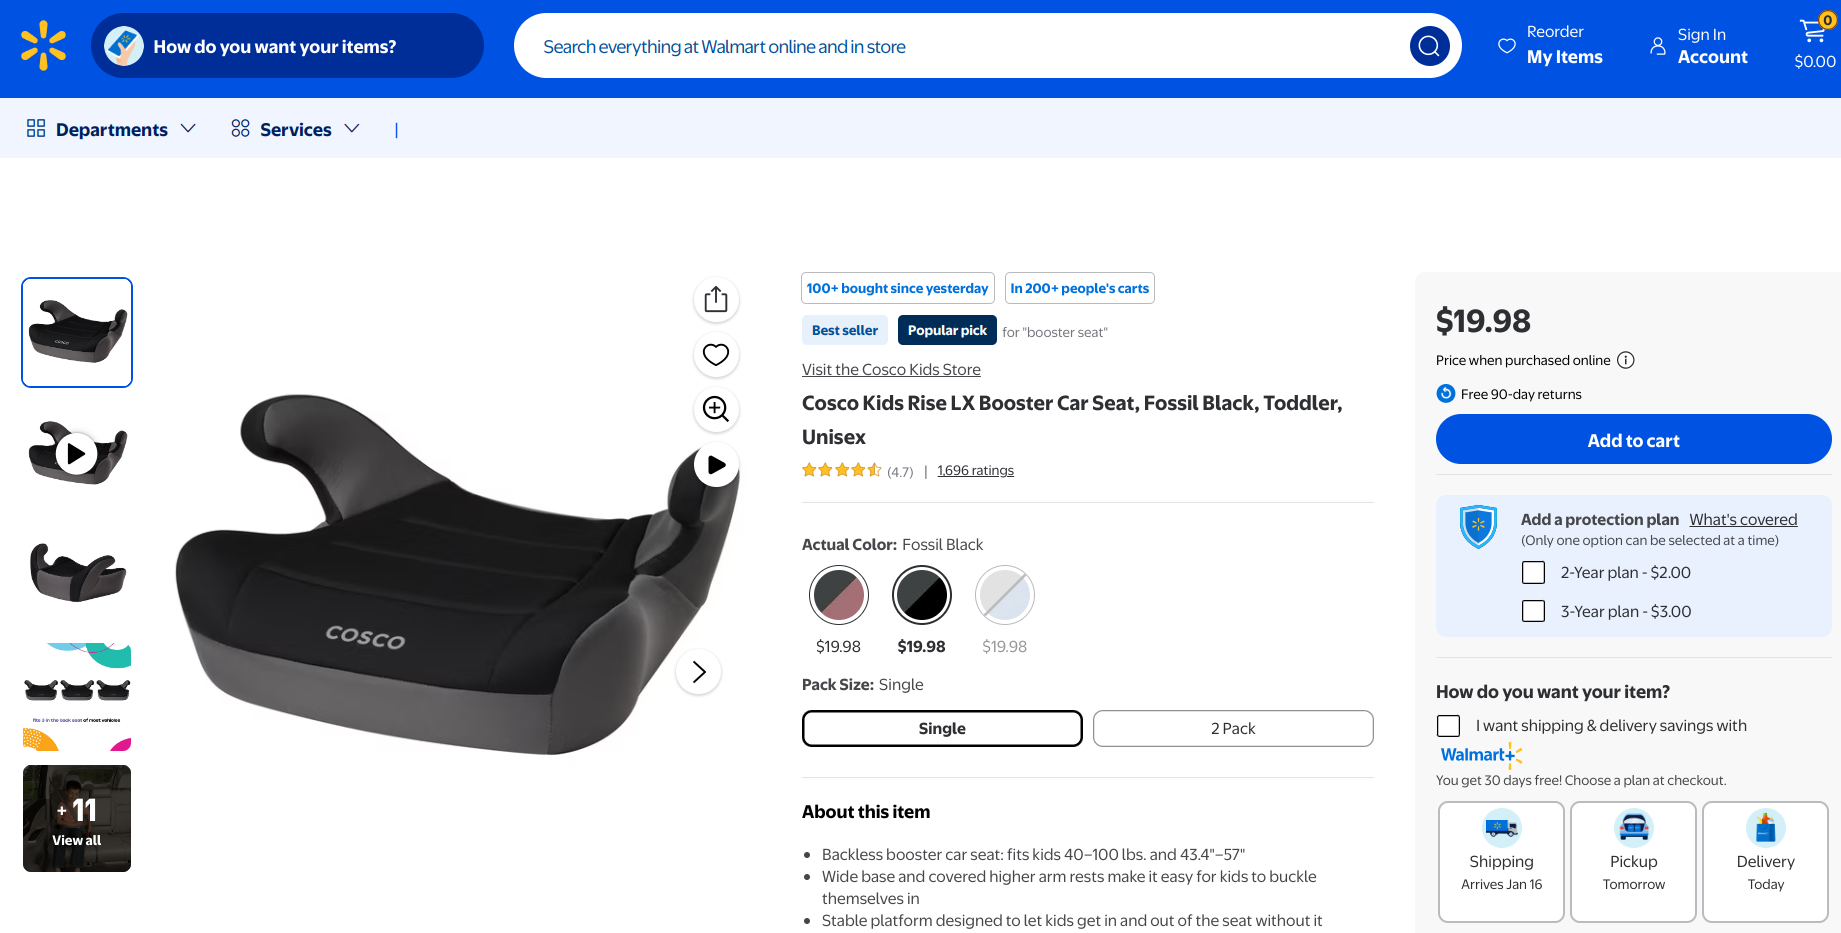 How do you want your items?
Search everything at Walmart online and in store
Reorder
My Items
Sign In
Account
0
$0.00
Departments
Services
100+ bought since yesterday
In 200+ people's carts
Best seller
Popular pick
for "booster seat"
Visit the Cosco Kids Store
Cosco Kids Rise LX Booster Car Seat, Fossil Black, Toddler,
Unisex
(4.7) | 1,696 ratings
Actual Color: Fossil Black
$19.98
$19.98
$19.98
Pack Size: Single
Single
2 Pack
About this item
Backless booster car seat: fits kids 40–100 lbs. and 43.4"–57"
Wide base and covered higher arm rests make it easy for kids to buckle
themselves in
Stable platform designed to let kids get in and out of the seat without it
COSCO
COSCO
fits 3 in the back seat of most vehicles
+ 11
View all
$19.98
Price when purchased online
Free 90-day returns
Add to cart
Add a protection plan What's covered
(Only one option can be selected at a time)
2-Year plan - $2.00
3-Year plan - $3.00
How do you want your item?
I want shipping & delivery savings with
Walmart+
You get 30 days free! Choose a plan at checkout.
Shipping
Arrives Jan 16
Pickup
Tomorrow
Delivery
Today